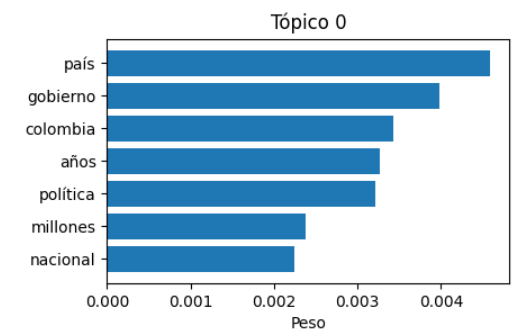 Tópico 0
país
gobierno
colombia
años
política
millones
nacional
0.000 0.001 0.002 0.003 0.004
Peso